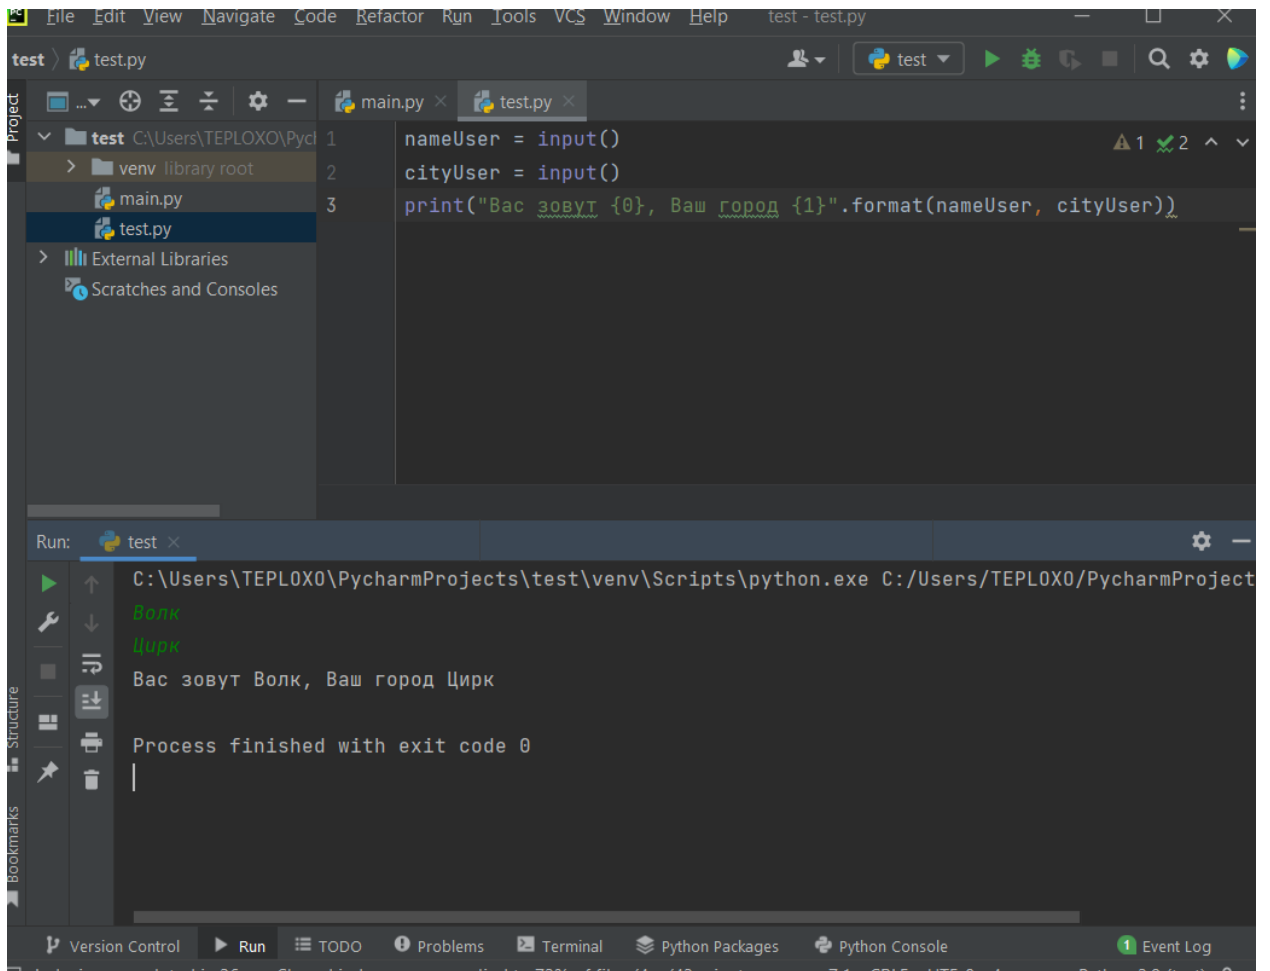 PC File Edit View Navigate Code Refactor Run Tools VCS Window Help test - test.py
test test.py test
Project ... main.py test.py
test C:\Users\TEPLOXO\Pycl
venv library root
main.py
test.py
External Libraries
Scratches and Consoles
1 nameUser = input()
2 cityUser = input()
3 print("Вас зовут {0}, Ваш город {1}".format(nameUser, cityUser))
1 2
Run: test
C:\Users\TEPLOXO\PycharmProjects\test\venv\Scripts\python.exe C:/Users/TEPLOXO/PycharmProject
Волк
Цирк
Вас зовут Волк, Ваш город Цирк
Process finished with exit code 0
Structure
Bookmarks
Version Control Run TODO Problems Terminal Python Packages Python Console 1 Event Log